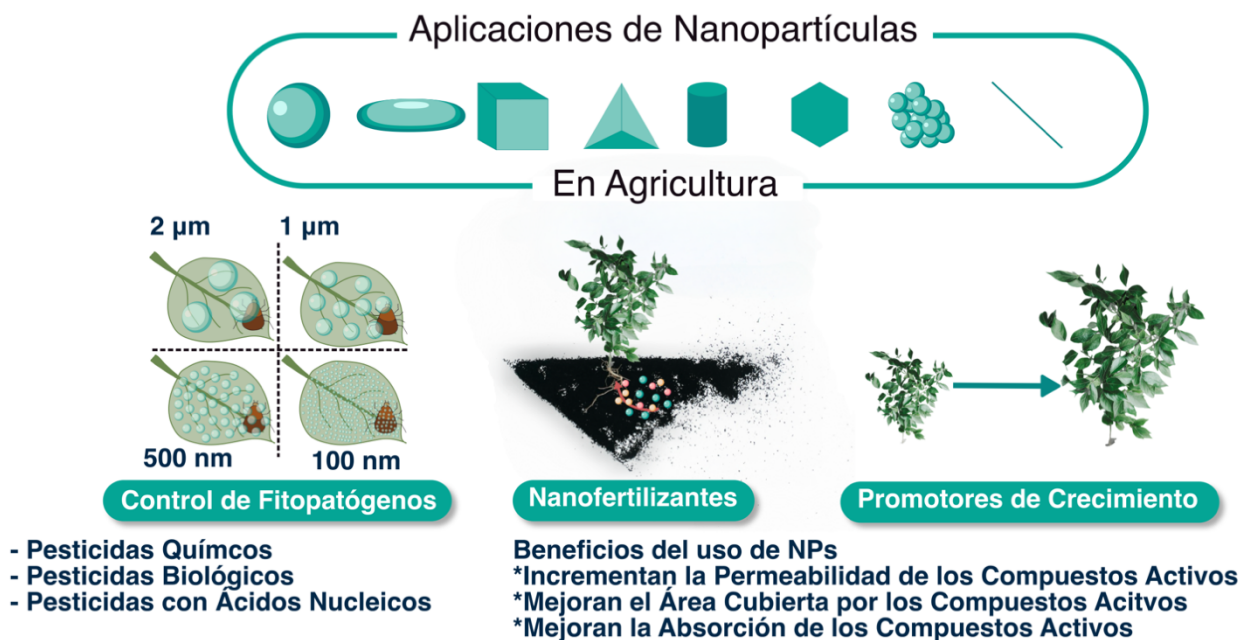 Aplicaciones de Nanopartículas
En Agricultura
2 µm
1 µm
500 nm
100 nm
Control de Fitopatógenos
- Pesticidas Químcos
- Pesticidas Biológicos
- Pesticidas con Ácidos Nucleicos
Nanofertilizantes
Promotores de Crecimiento
Beneficios del uso de NPs
*Incrementan la Permeabilidad de los Compuestos Activos
*Mejoran el Área Cubierta por los Compuestos Acitvos
*Mejoran la Absorción de los Compuestos Activos